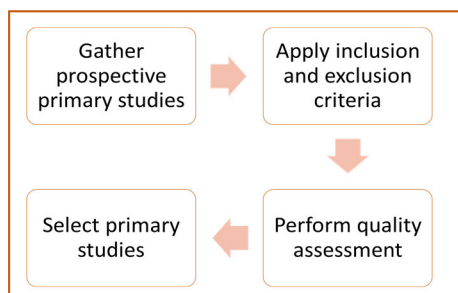 Gather
prospective
primary studies
Apply inclusion
and exclusion
criteria
Perform quality
assessment
Select primary
studies